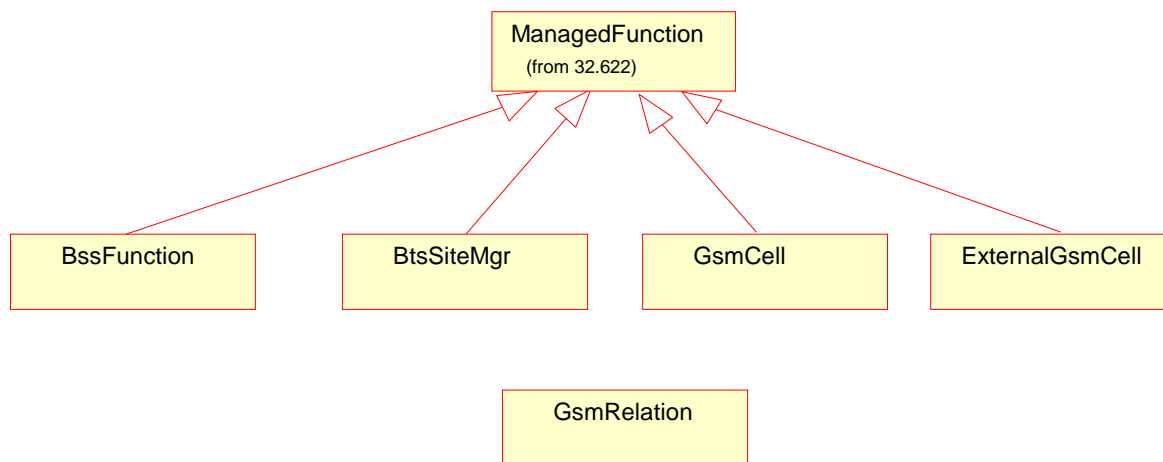 ManagedFunction
(from 32.622)
BssFunction
BtsSiteMgr
GsmCell
ExternalGsmCell
GsmRelation